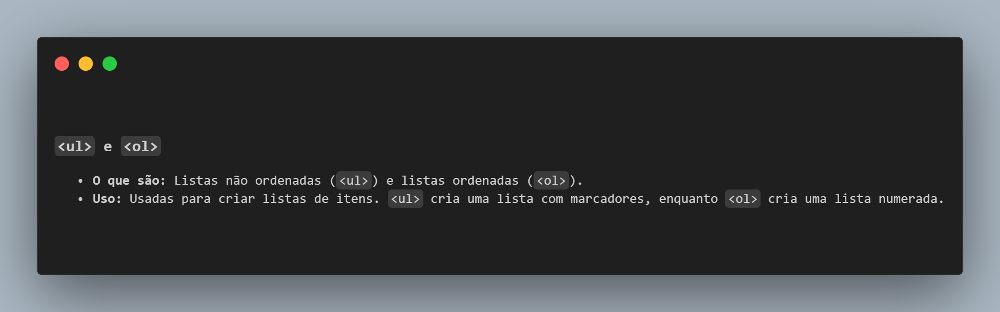 <ul> e <ol>
• O que são: Listas não ordenadas (<ul>) e listas ordenadas (<ol>).
• Uso: Usadas para criar listas de itens. <ul> cria uma lista com marcadores, enquanto <ol> cria uma lista numerada.